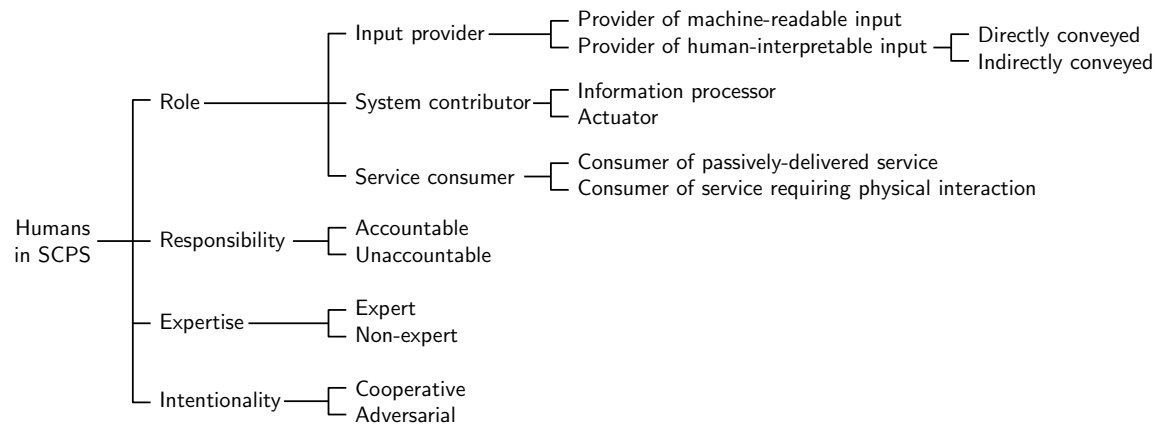 Humans
in SCPS
Role
Input provider
Provider of machine-readable input
Provider of human-interpretable input
Directly conveyed
Indirectly conveyed
System contributor
Information processor
Actuator
Service consumer
Consumer of passively-delivered service
Consumer of service requiring physical interaction
Responsibility
Accountable
Unaccountable
Expertise
Expert
Non-expert
Intentionality
Cooperative
Adversarial